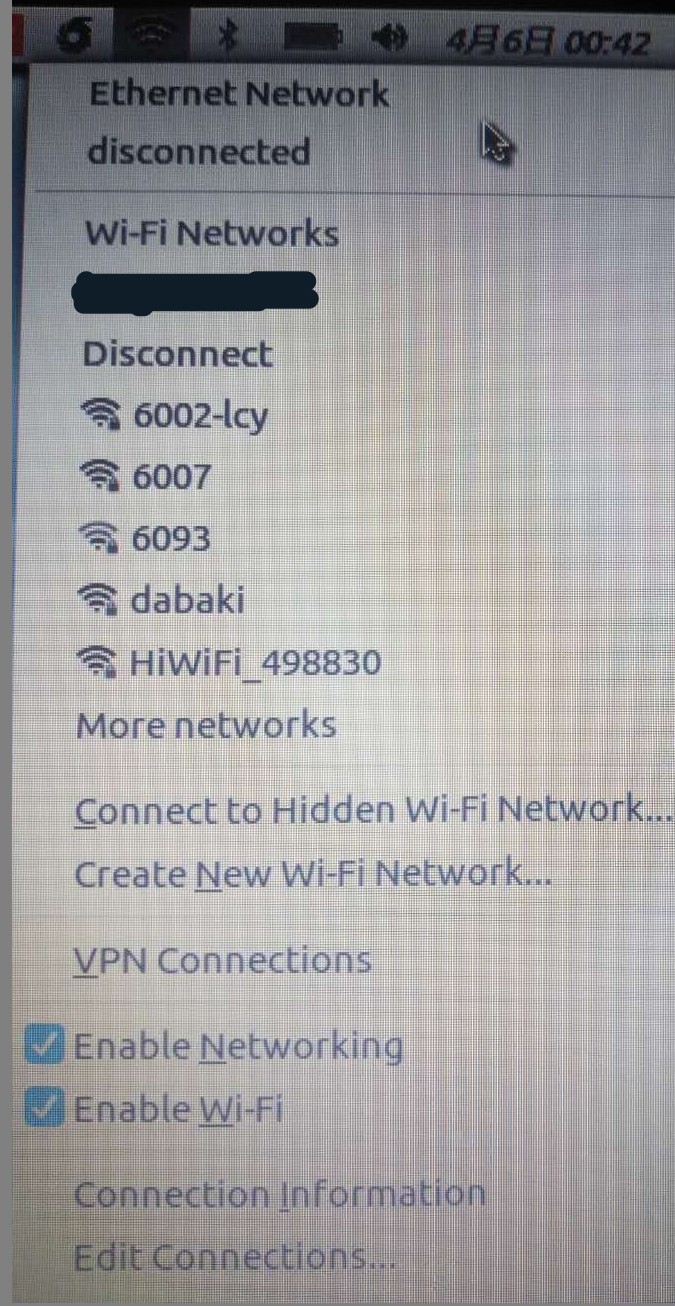 4月6日 00:42
Ethernet Network
disconnected
Wi-Fi Networks
Disconnect
6002-lcy
6007
6093
dabaki
HiWiFi_498830
More networks
Connect to Hidden Wi-Fi Network...
Create New Wi-Fi Network...
VPN Connections
Enable Networking
Enable Wi-Fi
Connection Information
Edit Connections...